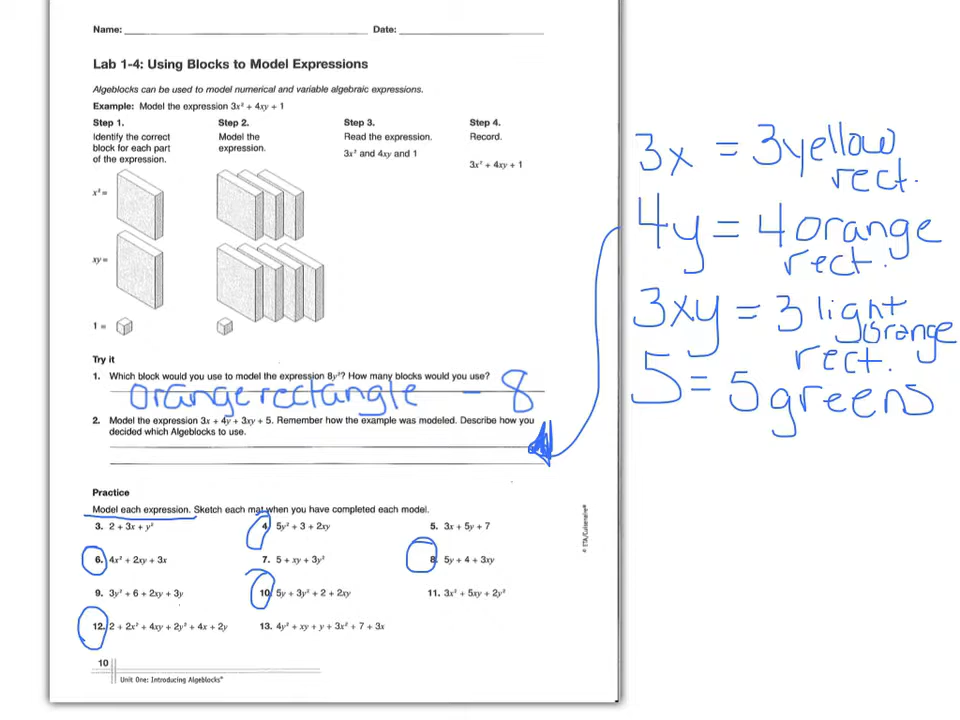 Name: Date:
Lab 1-4: Using Blocks to Model Expressions
Algeblocks can be used to model numerical and variable algebraic expressions.
Example: Model the expression 3x² + 4xy + 1
Step 1.
Identify the correct
block for each part
of the expression.
x² =
xy =
1 =
Step 2.
Model the
expression.
Step 3.
Read the expression.
3x² and 4xy and 1
Step 4.
Record.
3x² + 4xy + 1
Try it
1. Which block would you use to model the expression 8y²? How many blocks would you use?
orange rectangle - 8
2. Model the expression 3x + 4y + 3xy + 5. Remember how the example was modeled. Describe how you
decided which Algeblocks to use.
3x = 3 yellow
rect.
4y = 4 orange
rect.
3xy = 3 light
orange
rect.
5 = 5 greens
Practice
Model each expression. Sketch each mat when you have completed each model.
3. 2 + 3x + y² 4. 5y² + 3 + 2xy 5. 3x + 5y + 7
6. 4x² + 2xy + 3x 7. 5 + xy + 3y² 8. 5y + 4 + 3xy
9. 3y² + 6 + 2xy + 3y 10. 5y + 3y² + 2 + 2xy 11. 3x² + 5xy + 2y²
12. 2 + 2x² + 4xy + 2y² + 4x + 2y 13. 4y² + xy + y + 3x² + 7 + 3x
10
Unit One: Introducing Algeblocks®